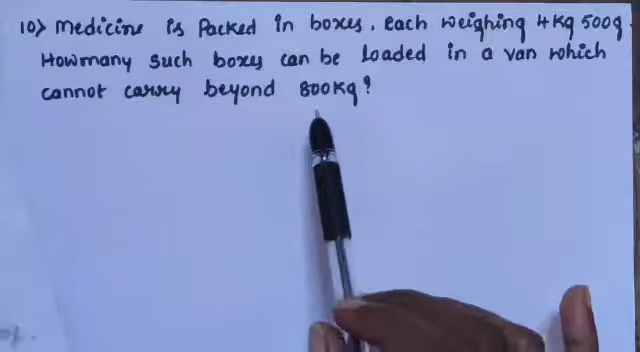 10) Medicine is Packed in boxes, each weighing 4Kg 500g.
Howmany such boxes can be loaded in a van which
cannot carry beyond 800Kg?